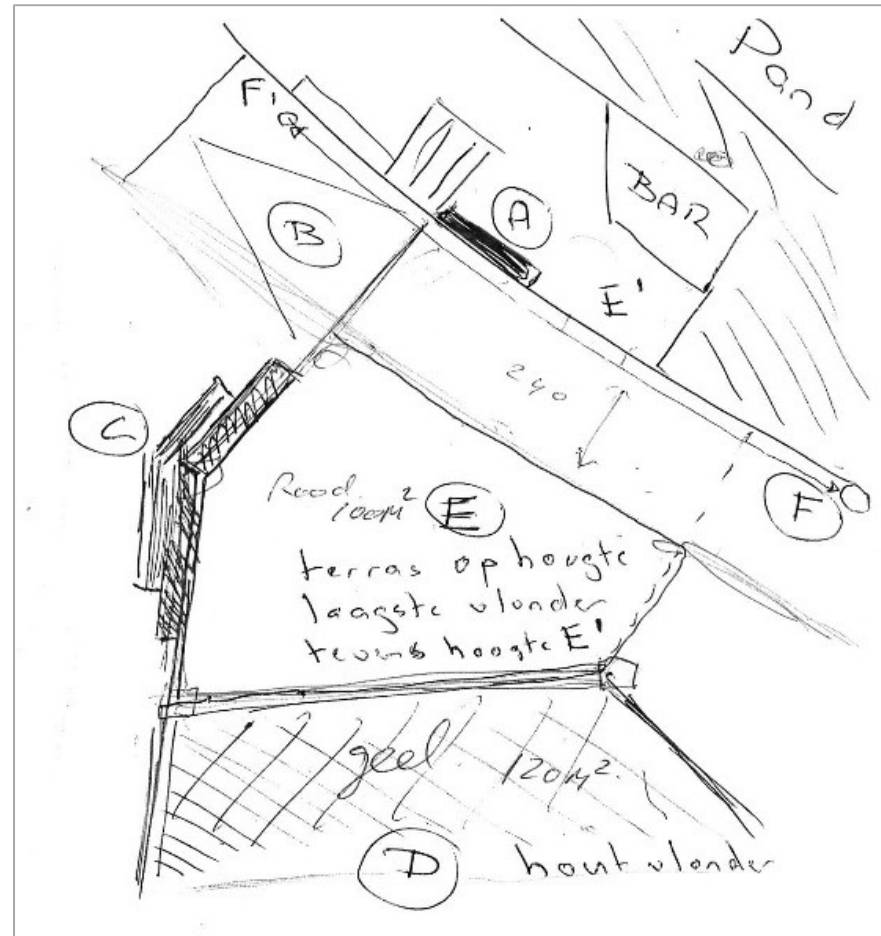 Pand
F'
A
BAR
B
E'
240
C
Rood
100M²
E
F
terras op hoogte
laagste vlonder
tevens hoogte E'
geel
120M²
D
hout vlonder